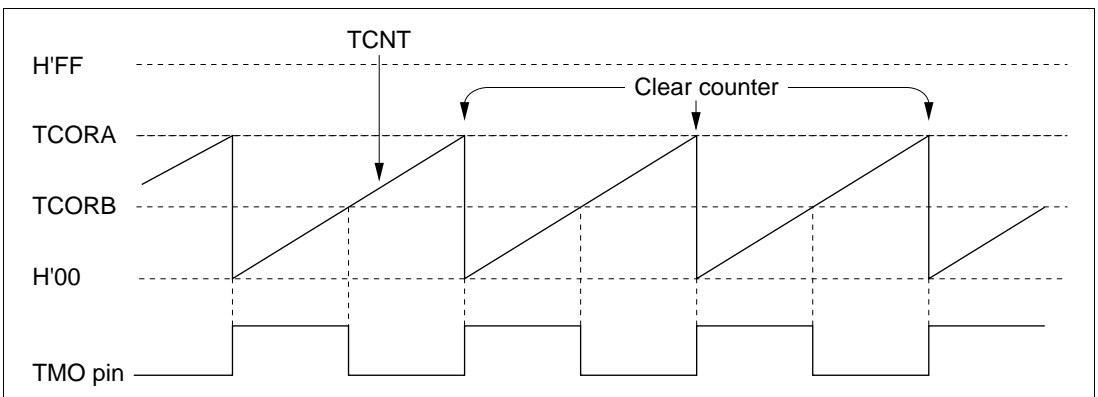 TCNT
H'FF
Clear counter
TCORA
TCORB
H'00
TMO pin